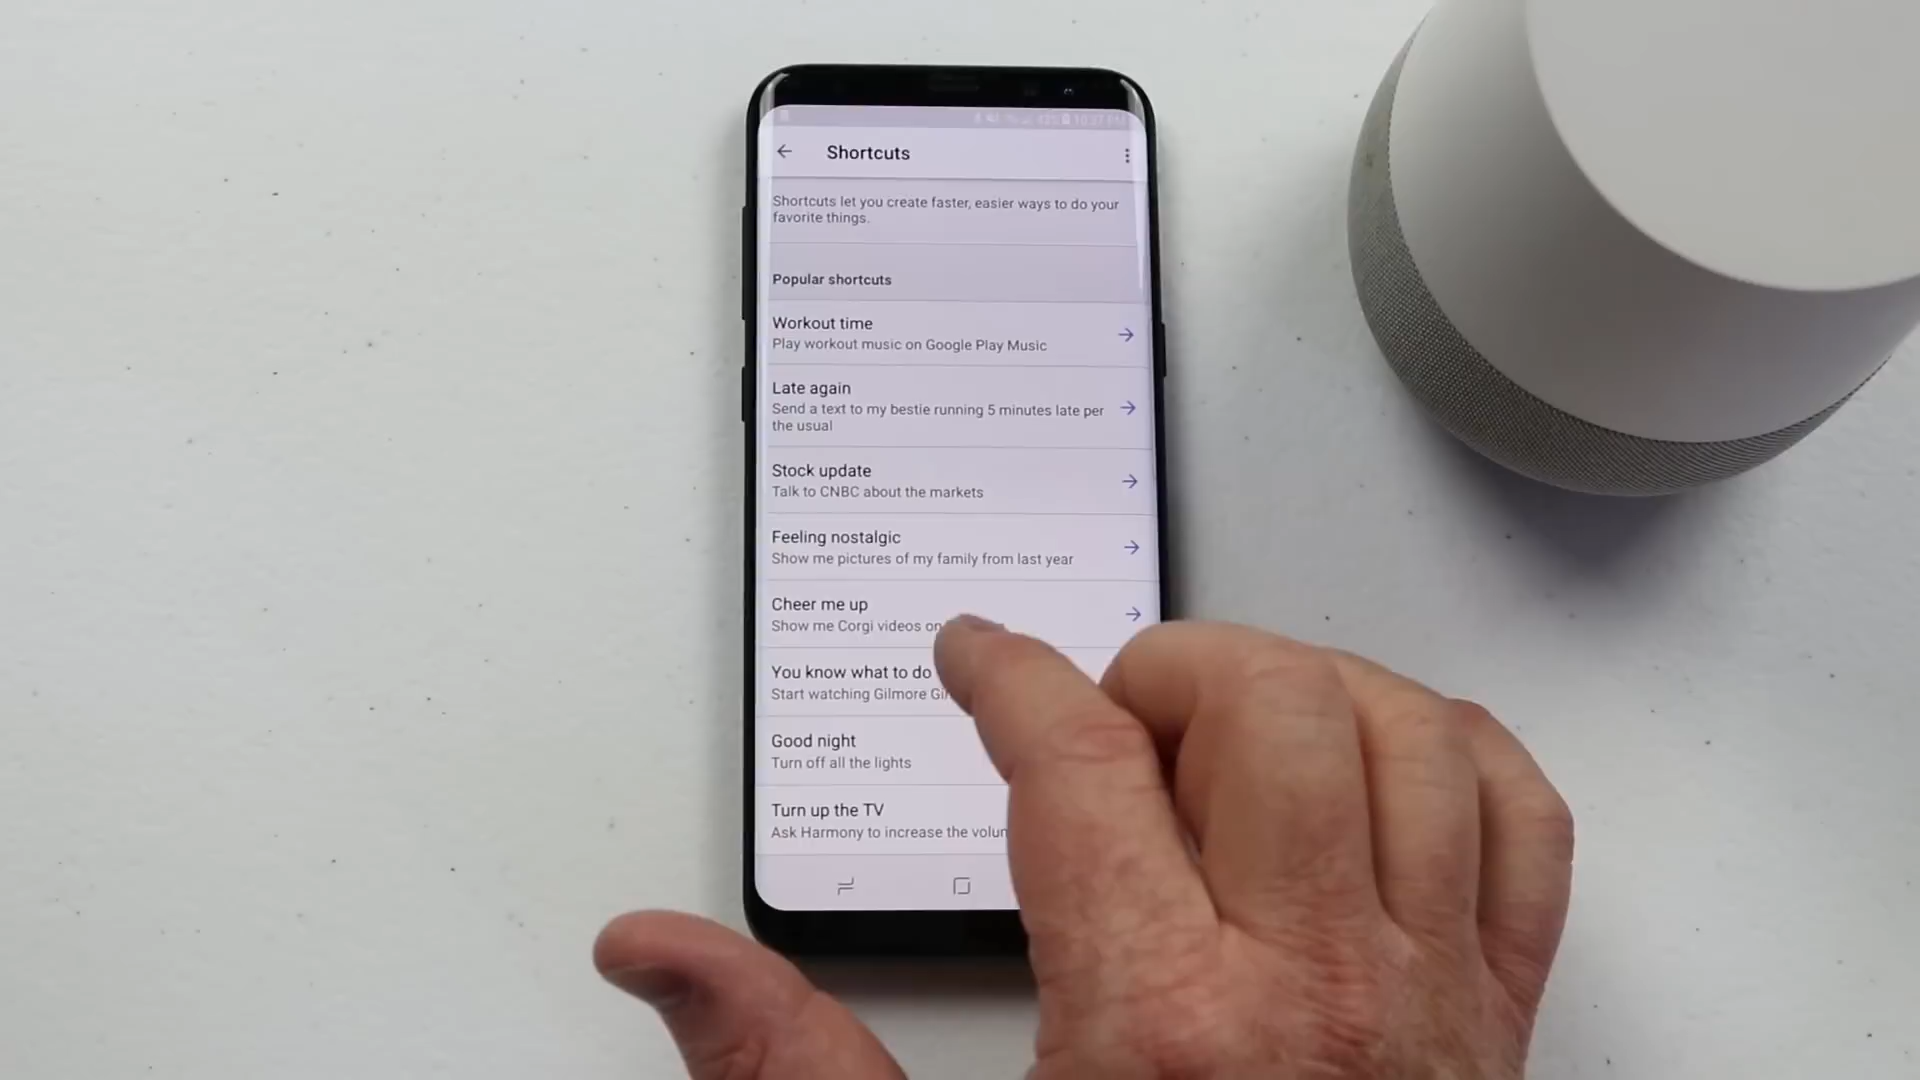 Shortcuts
Shortcuts let you create faster, easier ways to do your
favorite things.
Popular shortcuts
Workout time
Play workout music on Google Play Music
Late again
Send a text to my bestie running 5 minutes late per
the usual
Stock update
Talk to CNBC about the markets
Feeling nostalgic
Show me pictures of my family from last year
Cheer me up
Show me Corgi videos on
You know what to do
Start watching Gilmore
Good night
Turn off all the lights
Turn up the TV
Ask Harmony to increase the